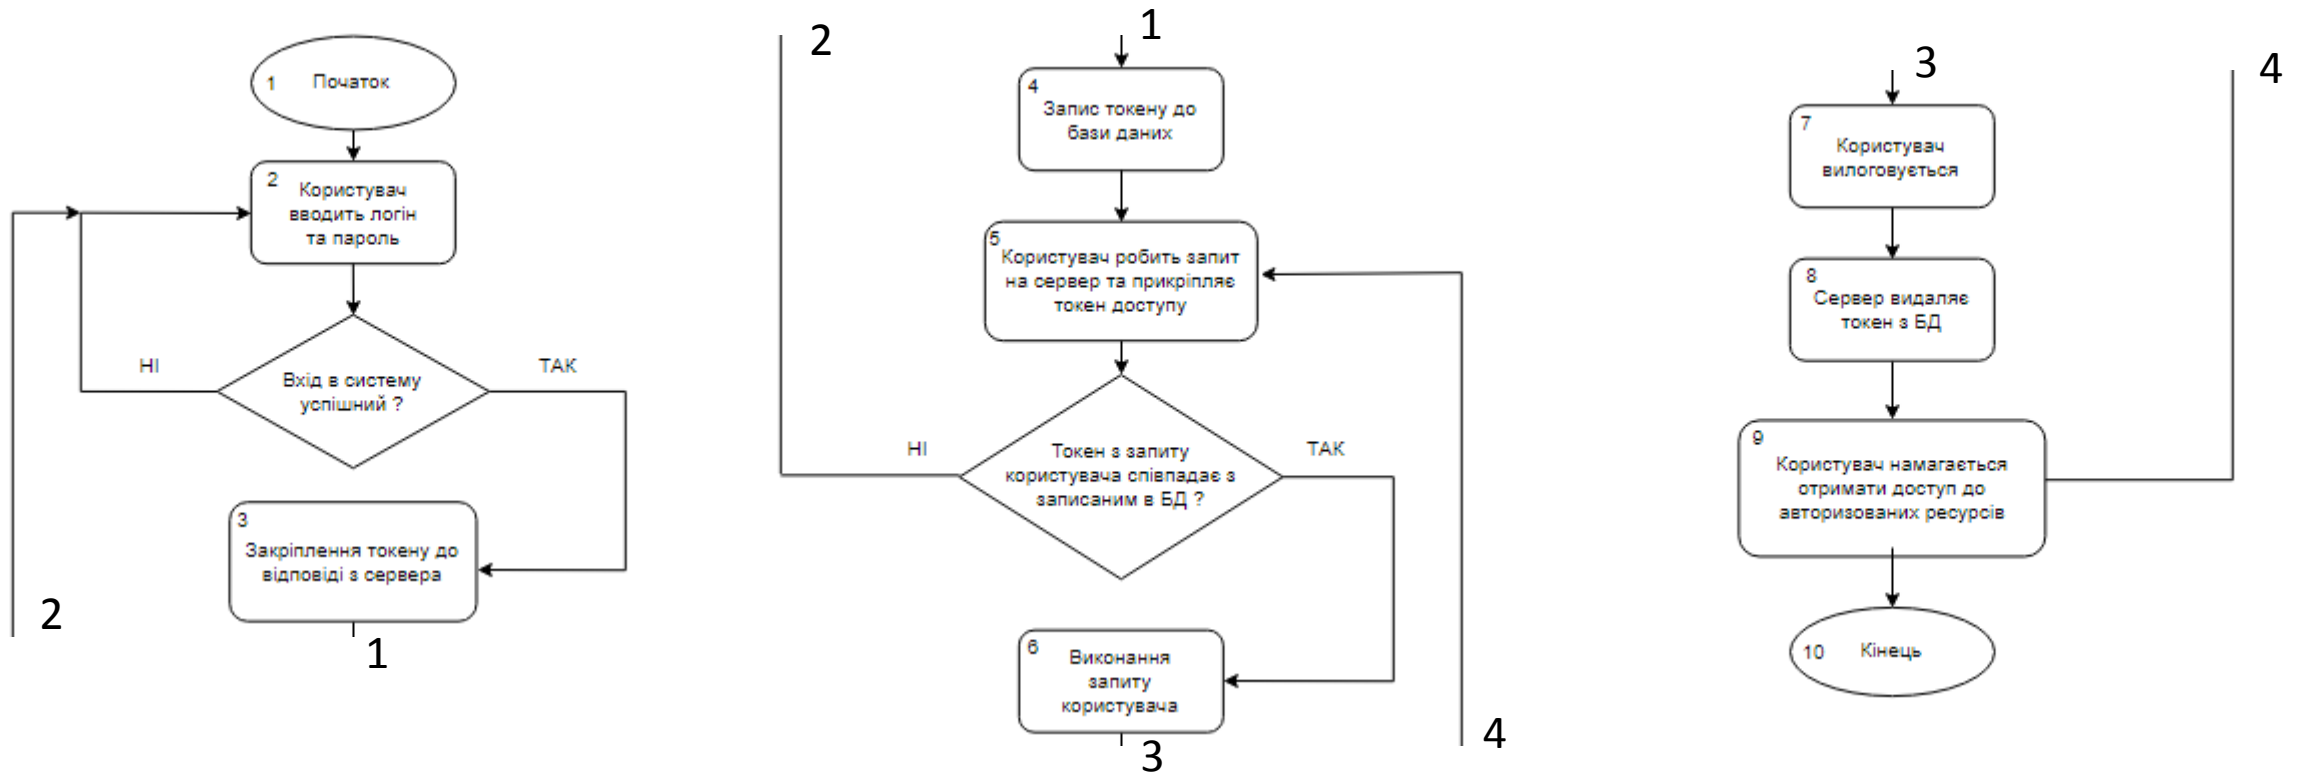 1 Початок
2
Користувач
вводить логін
та пароль
НІ
ТАК
Вхід в систему
успішний ?
3
Закріплення токену до
відповіді з сервера
2
1
2
1
4
Запис токену до
бази даних
5
Користувач робить запит
на сервер та прикріпляє
токен доступу
НІ
ТАК
Токен з запиту
користувача співпадає з
записаним в БД ?
6
Виконання
запиту
користувача
4
3
3
4
7
Користувач
вилоговується
8
Сервер видаляє
токен з БД
9
Користувач намагається
отримати доступ до
авторизованих ресурсів
10 Кінець